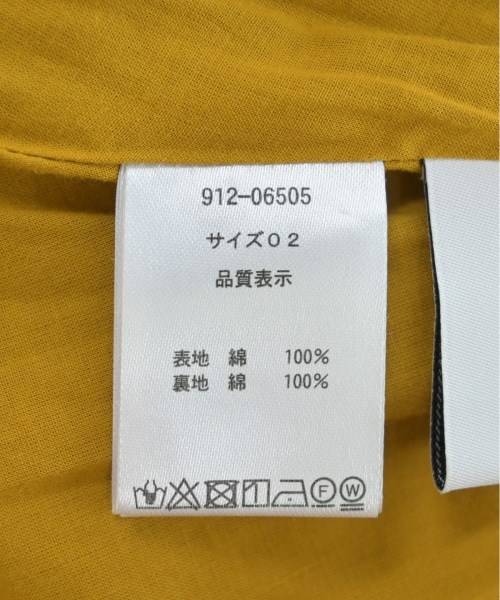 912-06505
サイズ０２
品質表示
表地 綿 100%
裏地 綿 100%
F W